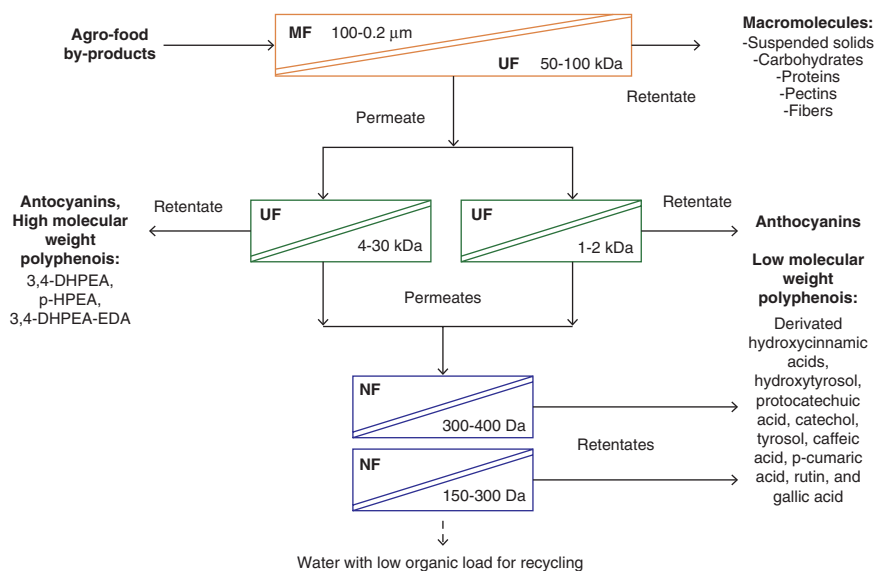 Agro-food
by-products
MF 100-0.2 μm
UF 50-100 kDa
Macromolecules:
-Suspended solids
-Carbohydrates
-Proteins
-Pectins
-Fibers
Retentate
Permeate
Antocyanins,
High molecular
weight
polyphenois:
3,4-DHPEA,
p-HPEA,
3,4-DHPEA-EDA
Retentate
UF
4-30 kDa
UF
1-2 kDa
Retentate
Anthocyanins
Low molecular
weight
polyphenois:
Derivated
hydroxycinnamic
acids,
hydroxytyrosol,
protocatechuic
acid, catechol,
tyrosol, caffeic
acid, p-cumaric
acid, rutin, and
gallic acid
Permeates
NF
300-400 Da
Retentates
NF
150-300 Da
Water with low organic load for recycling